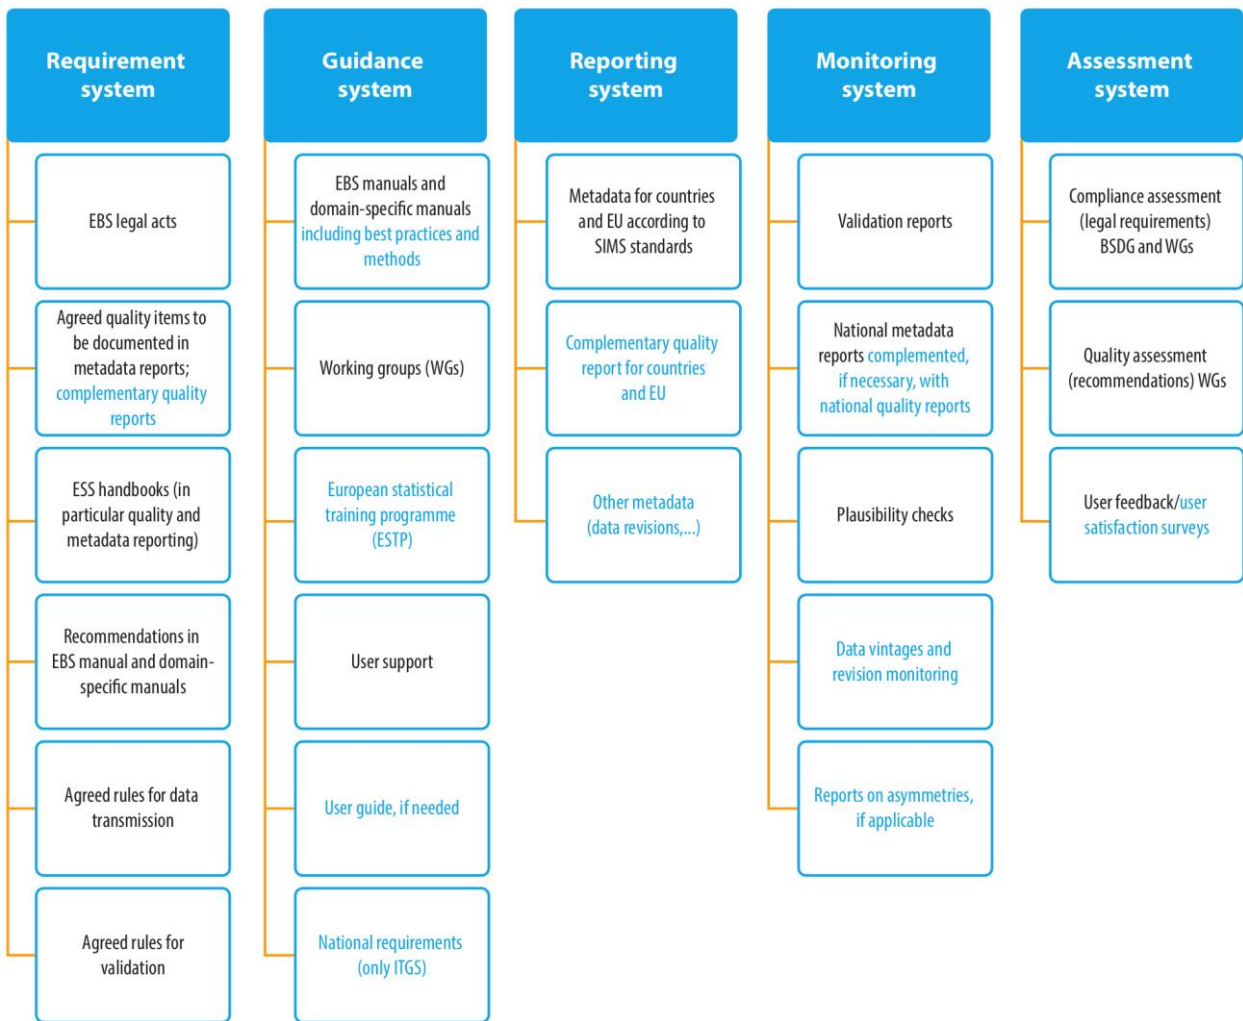 Requirement
system
EBS legal acts
Agreed quality items to
be documented in
metadata reports;
complementary quality
reports
ESS handbooks (in
particular quality and
metadata reporting)
Recommendations in
EBS manual and domain-
specific manuals
Agreed rules for data
transmission
Agreed rules for
validation
Guidance
system
EBS manuals and
domain-specific manuals
including best practices and
methods
Working groups (WGs)
European statistical
training programme
(ESTP)
User support
User guide, if needed
National requirements
(only ITGS)
Reporting
system
Metadata for countries
and EU according to
SIMS standards
Complementary quality
report for countries
and EU
Other metadata
(data revisions,...)
Monitoring
system
Validation reports
National metadata
reports complemented,
if necessary, with
national quality reports
Plausibility checks
Data vintages and
revision monitoring
Reports on asymmetries,
if applicable
Assessment
system
Compliance assessment
(legal requirements)
BSDG and WGs
Quality assessment
(recommendations) WGs
User feedback/user
satisfaction surveys